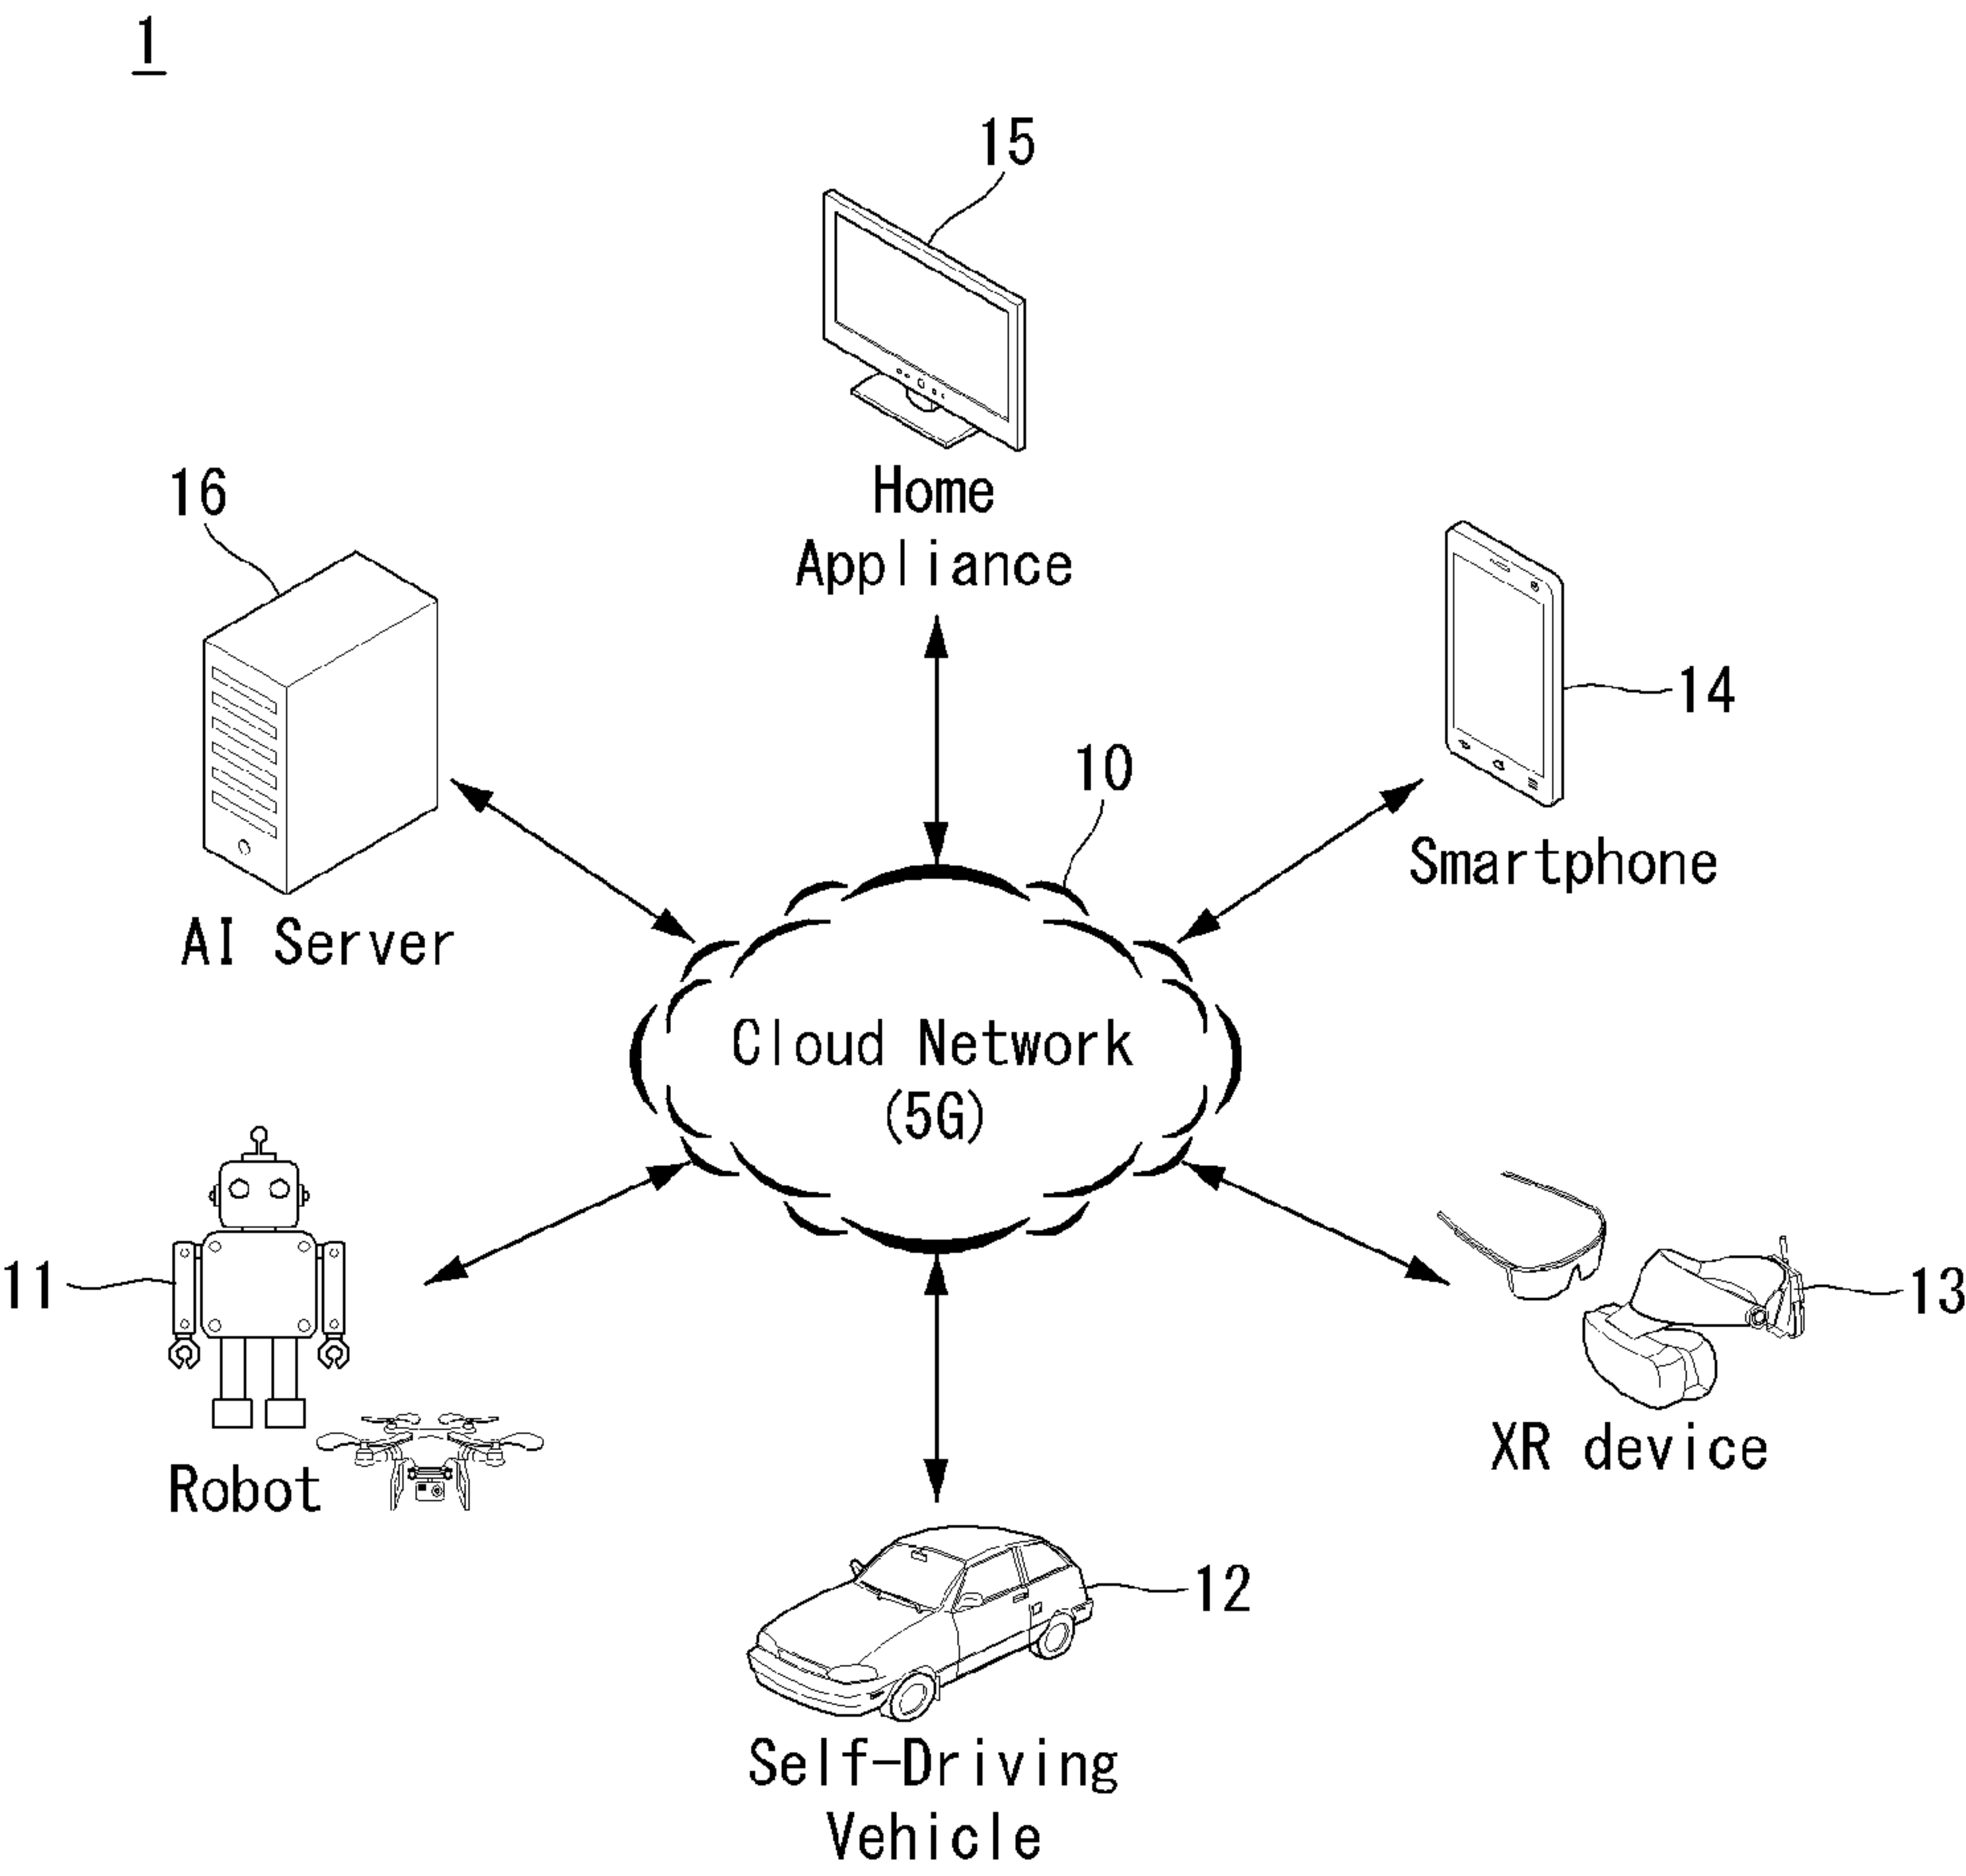 1
15
Home
Appliance
16
14
Smartphone
10
AI Server
Cloud Network
(5G)
11
13
Robot
XR device
12
Self-Driving
Vehicle